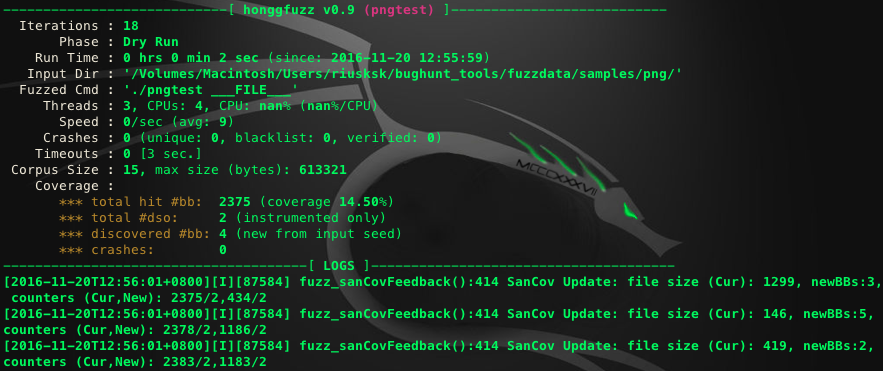 ----------------------------[ honggfuzz v0.9 (pngtest) ]---------------------------
Iterations : 18
Phase : Dry Run
Run Time : 0 hrs 0 min 2 sec (since: 2016-11-20 12:55:59)
Input Dir : '/Volumes/Macintosh/Users/riusksk/bughunt_tools/fuzzdata/samples/png/'
Fuzzed Cmd : './pngtest ___FILE___'
Threads : 3, CPUs: 4, CPU: nan% (nan%/CPU)
Speed : 0/sec (avg: 9)
Crashes : 0 (unique: 0, blacklist: 0, verified: 0)
Timeouts : 0 [3 sec.]
Corpus Size : 15, max size (bytes): 613321
Coverage :
*** total hit #bb: 2375 (coverage 14.50%)
*** total #dso: 2 (instrumented only)
*** discovered #bb: 4 (new from input seed)
*** crashes: 0
--------------------------------------[ LOGS ]--------------------------------------
[2016-11-20T12:56:01+0800][I][87584] fuzz_sanCovFeedback():414 SanCov Update: file size (Cur): 1299, newBBs:3,
counters (Cur,New): 2375/2,434/2
[2016-11-20T12:56:01+0800][I][87584] fuzz_sanCovFeedback():414 SanCov Update: file size (Cur): 146, newBBs:5,
counters (Cur,New): 2378/2,1186/2
[2016-11-20T12:56:01+0800][I][87584] fuzz_sanCovFeedback():414 SanCov Update: file size (Cur): 419, newBBs:2,
counters (Cur,New): 2383/2,1183/2